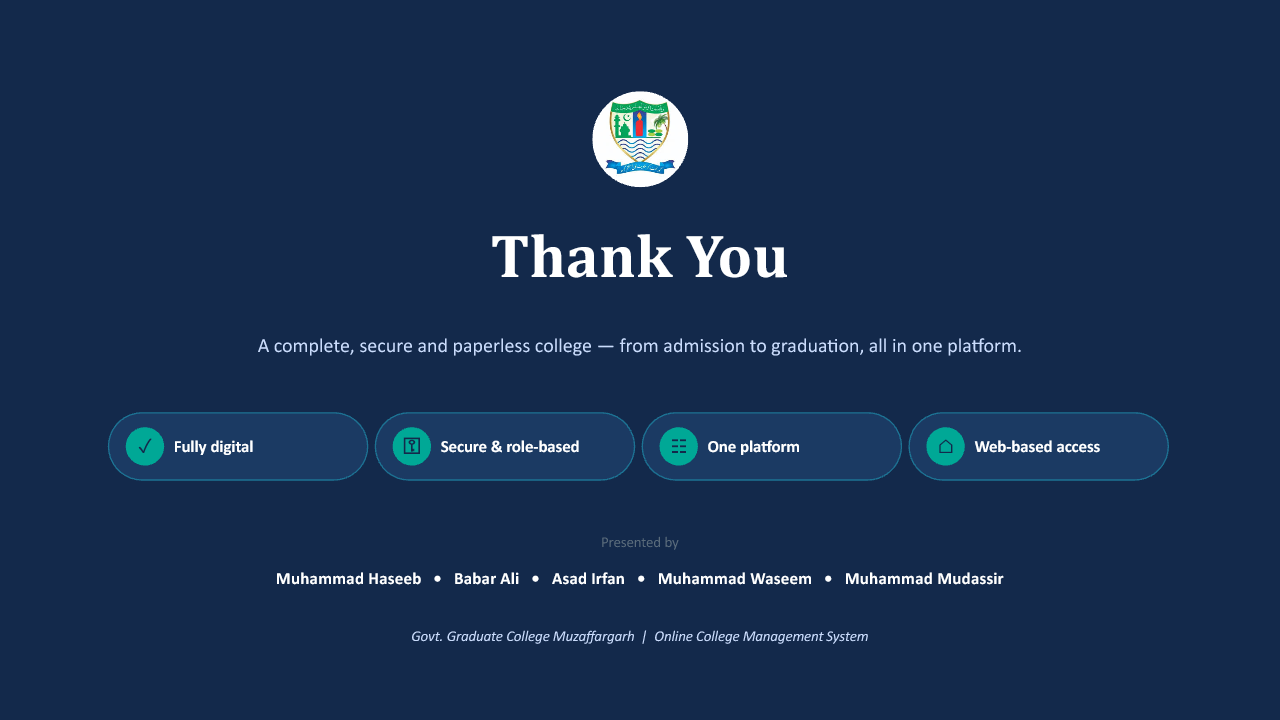 Thank You
A complete, secure and paperless college — from admission to graduation, all in one platform.
✓ Fully digital
Secure & role-based
One platform
Web-based access
Presented by
Muhammad Haseeb • Babar Ali • Asad Irfan • Muhammad Waseem • Muhammad Mudassir
Govt. Graduate College Muzaffargarh | Online College Management System